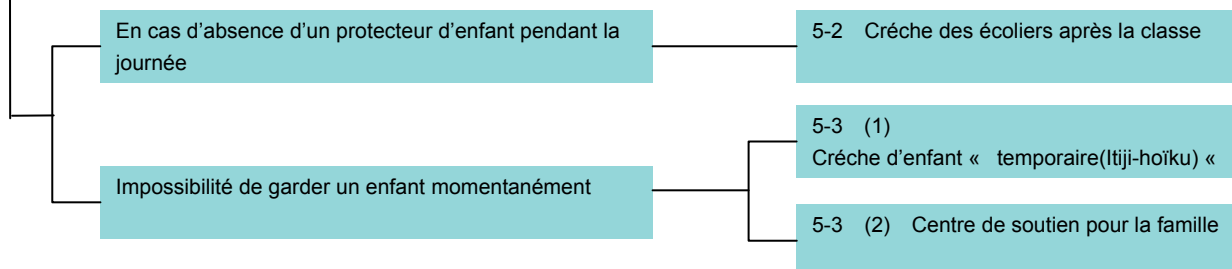 En cas d’absence d’un protecteur d’enfant pendant la
journée
5-2 Créche des écoliers après la classe
Impossibilité de garder un enfant momentanément
5-3 (1)
Créche d’enfant « temporaire(Itiji-hoïku) «
5-3 (2) Centre de soutien pour la famille